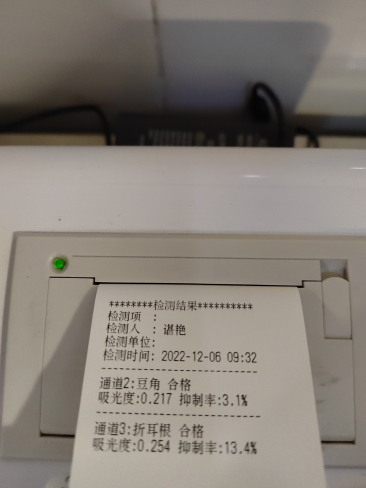 ********检测结果**********
检测项 :
检测人 : 谌艳
检测单位:
检测时间: 2022-12-06 09:32
--------------------------
通道2:豆角 合格
吸光度:0.217 抑制率:3.1%
--------------------------
通道3:折耳根 合格
吸光度:0.254 抑制率:13.4%